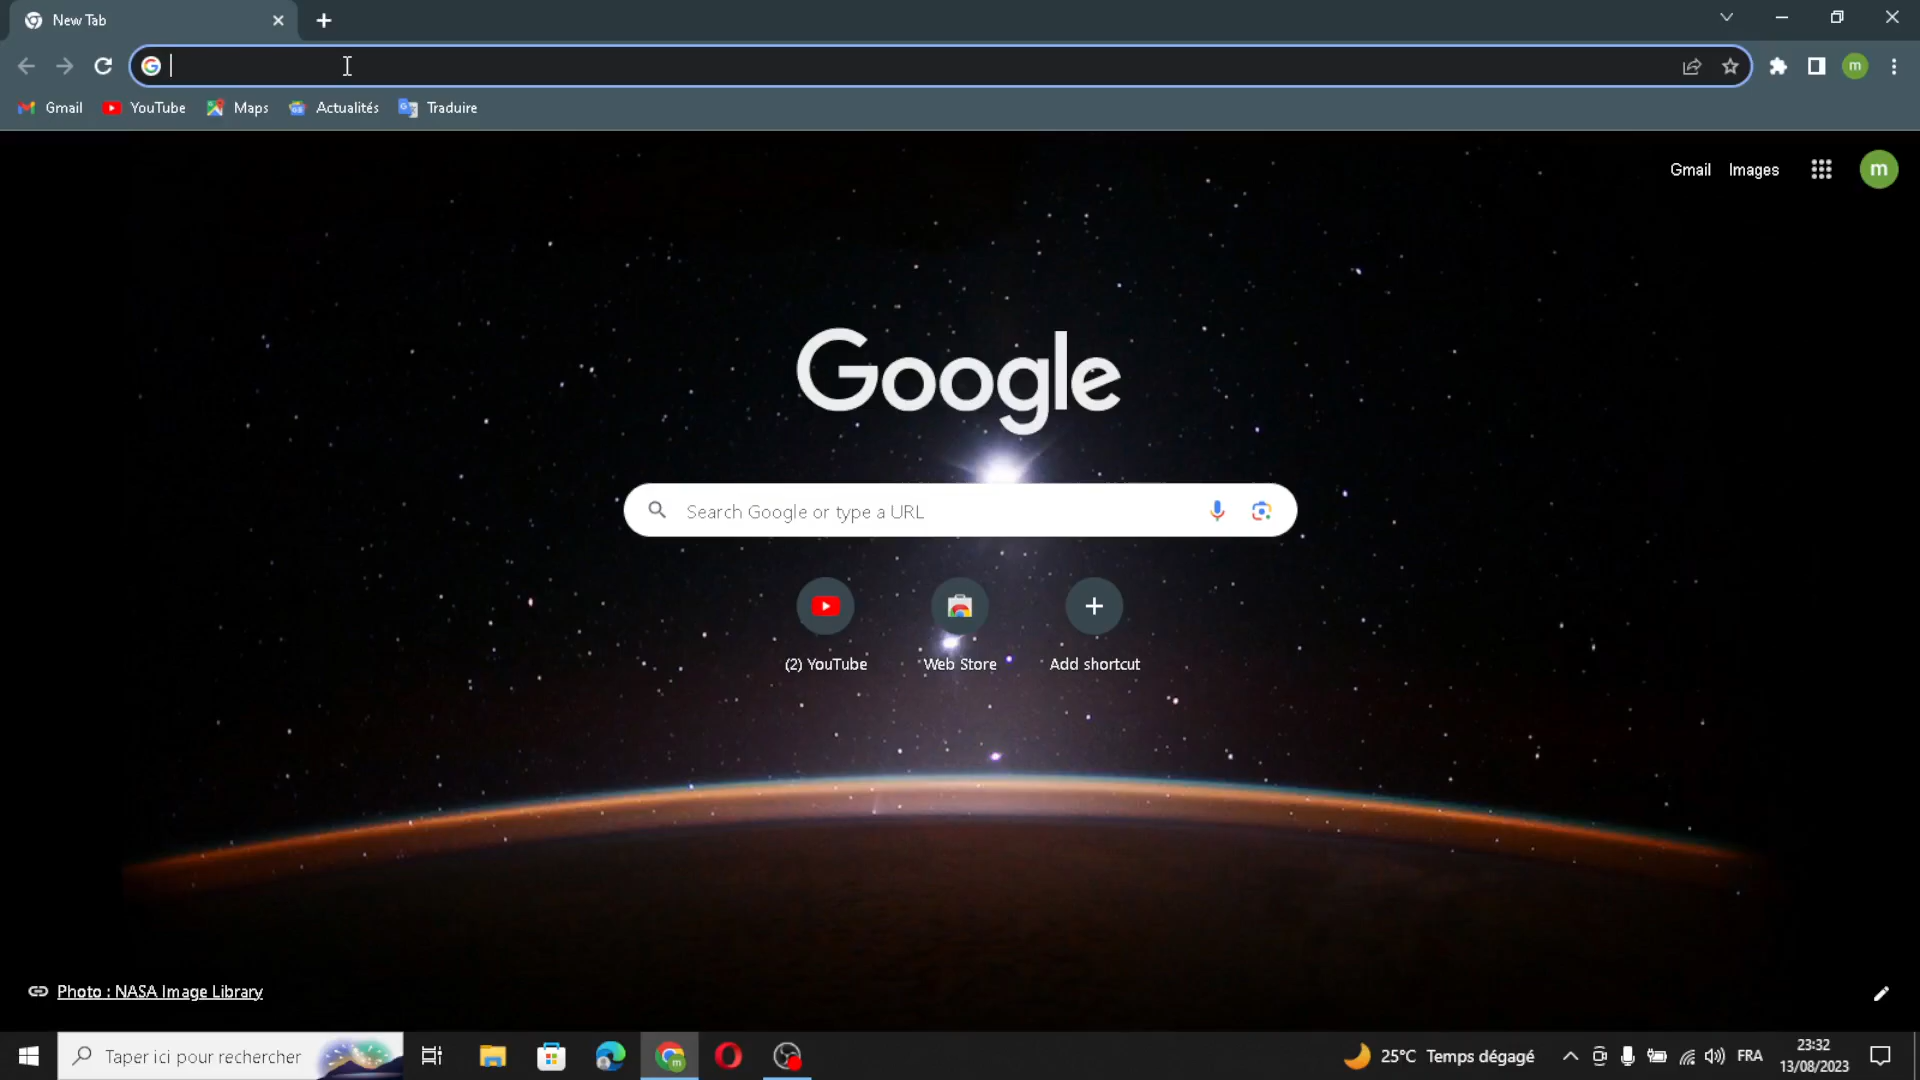 New Tab
Gmail YouTube Maps Actualités Traduire
m
Gmail Images m
Google
Search Google or type a URL
(2) YouTube Web Store Add shortcut
Photo : NASA Image Library
Taper ici pour rechercher
m
25°C Temps dégagé FRA 23:32
13/08/2023